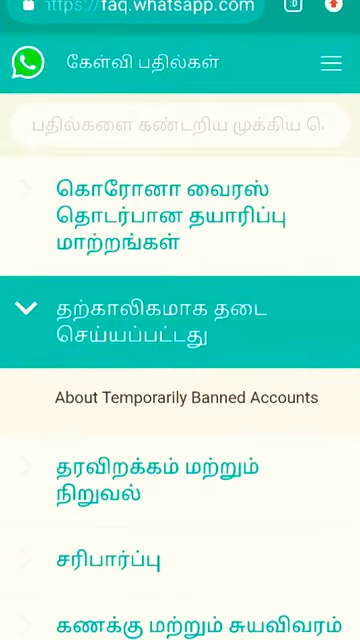 https://faq.whatsapp.com
:D
கேள்வி பதில்கள்
பதில்களை கண்டறிய முக்கிய
கொரோனா வைரஸ்
தொடர்பான தயாரிப்பு
மாற்றங்கள்
தற்காலிகமாக தடை
செய்யப்பட்டது
About Temporarily Banned Accounts
தரவிறக்கம் மற்றும்
நிறுவல்
சரிபார்ப்பு
கணக்கு மற்றும் சுயவிவரம்